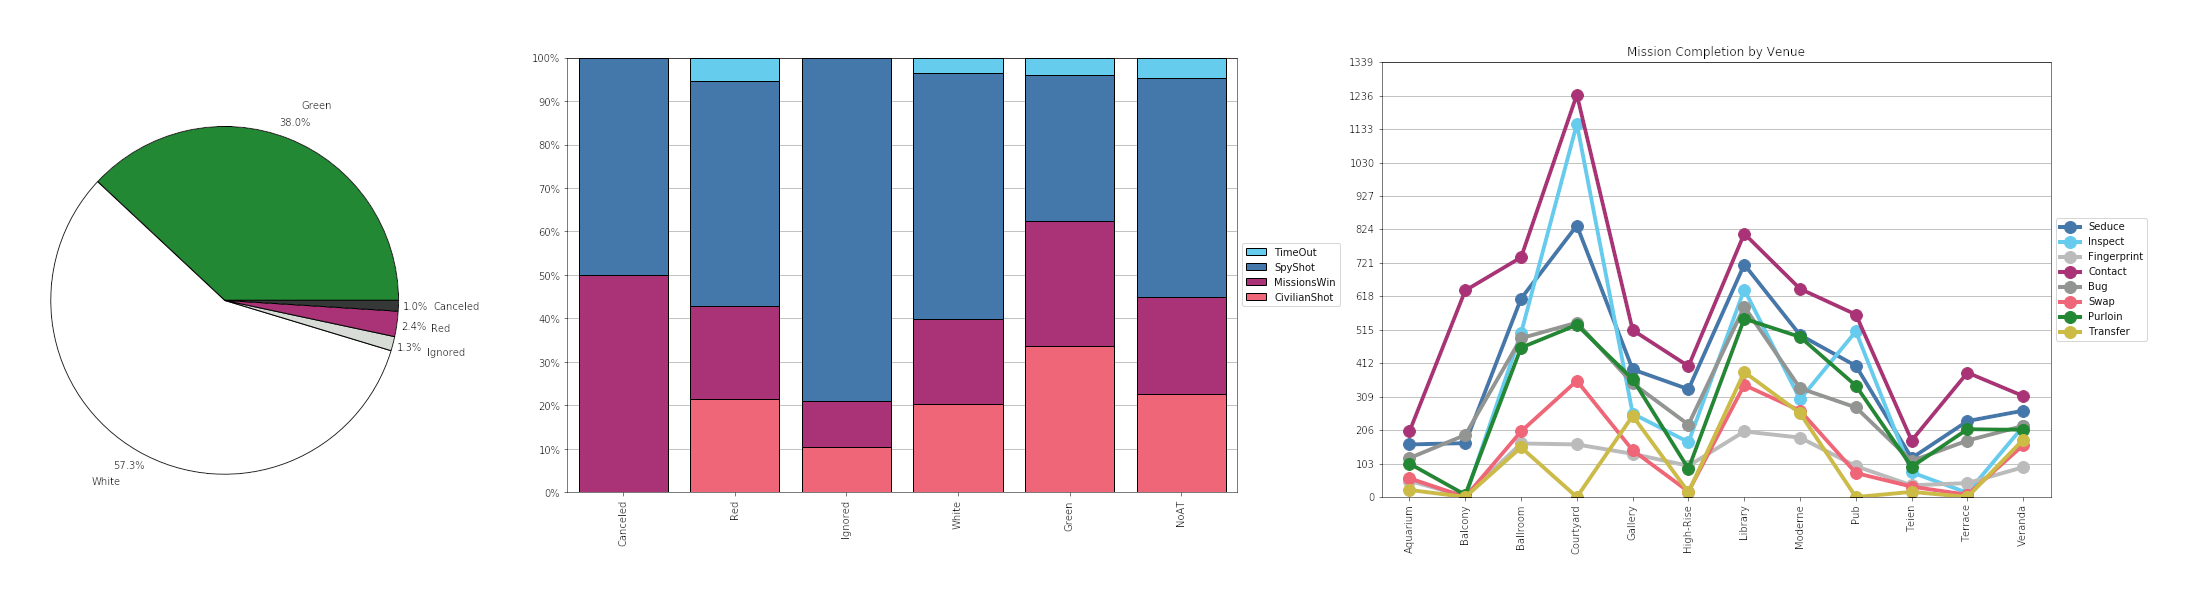 Green
38.0%
1.0% Canceled
2.4% Red
1.3% Ignored
57.3%
White
100%
90%
80%
70%
60%
50%
40%
30%
20%
10%
0%
Canceled
Red
Ignored
White
Green
NoAT
TimeOut
SpyShot
MissionsWin
CivilianShot
Mission Completion by Venue
1339
1236
1133
1030
927
824
721
618
515
412
309
206
103
0
Aquarium
Balcony
Ballroom
Courtyard
Gallery
High-Rise
Library
Moderne
Pub
Teien
Terrace
Veranda
Seduce
Inspect
Fingerprint
Contact
Bug
Swap
Purloin
Transfer